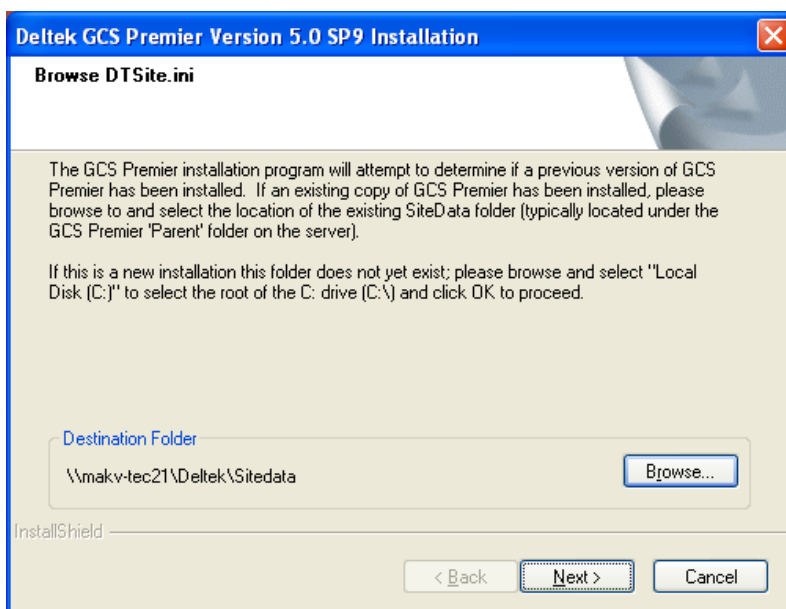 Deltek GCS Premier Version 5.0 SP9 Installation
Browse DTSite.ini
The GCS Premier installation program will attempt to determine if a previous version of GCS
Premier has been installed.  If an existing copy of GCS Premier has been installed, please
browse to and select the location of the existing SiteData folder (typically located under the
GCS Premier 'Parent' folder on the server).
If this is a new installation this folder does not yet exist; please browse and select "Local
Disk (C:)" to select the root of the C: drive (C:\) and click OK to proceed.
Destination Folder
\\makv-tec21\Deltek\Sitedata
Browse...
InstallShield
< Back
Next >
Cancel